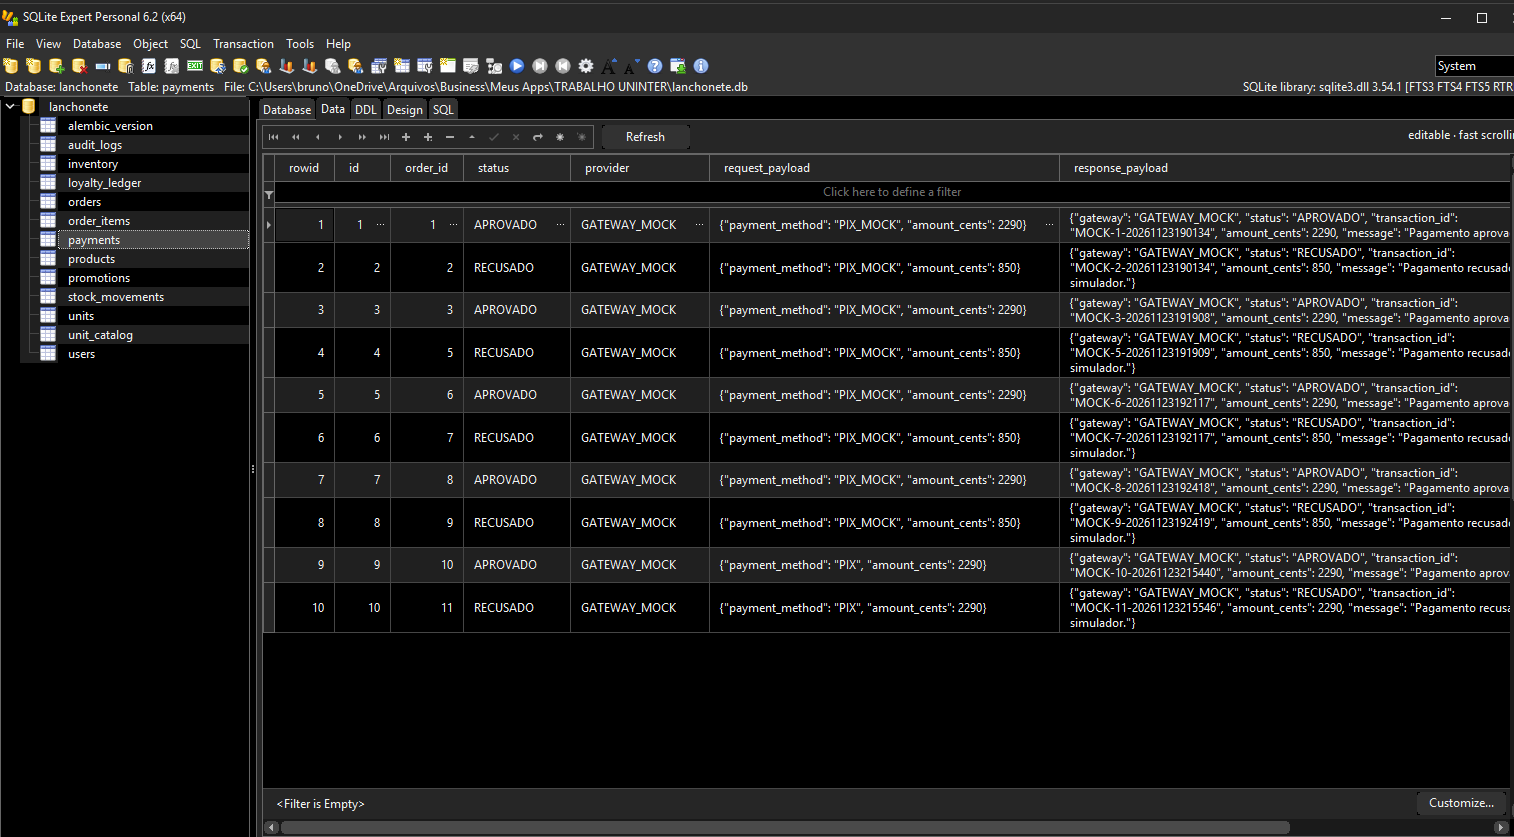 SQLite Expert Personal 6.2 (x64)
File View Database Object SQL Transaction Tools Help
System
Database: lanchonete Table: payments File: C:\Users\bruno\OneDrive\Arquivos\Business\Meus Apps\TRABALHO UNINTER\lanchonete.db SQLite library: sqlite3.dll 3.54.1 [FTS3 FTS4 FTS5 RTR
lanchonete
alembic_version
audit_logs
inventory
loyalty_ledger
orders
order_items
payments
products
promotions
stock_movements
units
unit_catalog
users
Database Data DDL Design SQL
Refresh editable · fast scrollin
rowid id order_id status provider request_payload response_payload
Click here to define a filter
1 1 ... 1 ... APROVADO ... GATEWAY_MOCK ... {"payment_method": "PIX_MOCK", "amount_cents": 2290} ... {"gateway": "GATEWAY_MOCK", "status": "APROVADO", "transaction_id":
"MOCK-1-20261123190134", "amount_cents": 2290, "message": "Pagamento aprova
2 2 2 RECUSADO GATEWAY_MOCK {"payment_method": "PIX_MOCK", "amount_cents": 850} {"gateway": "GATEWAY_MOCK", "status": "RECUSADO", "transaction_id":
"MOCK-2-20261123190134", "amount_cents": 850, "message": "Pagamento recusado
simulador."}
3 3 3 APROVADO GATEWAY_MOCK {"payment_method": "PIX_MOCK", "amount_cents": 2290} {"gateway": "GATEWAY_MOCK", "status": "APROVADO", "transaction_id":
"MOCK-3-20261123191908", "amount_cents": 2290, "message": "Pagamento aprova
4 4 5 RECUSADO GATEWAY_MOCK {"payment_method": "PIX_MOCK", "amount_cents": 850} {"gateway": "GATEWAY_MOCK", "status": "RECUSADO", "transaction_id":
"MOCK-5-20261123191909", "amount_cents": 850, "message": "Pagamento recusado
simulador."}
5 5 6 APROVADO GATEWAY_MOCK {"payment_method": "PIX_MOCK", "amount_cents": 2290} {"gateway": "GATEWAY_MOCK", "status": "APROVADO", "transaction_id":
"MOCK-6-20261123192117", "amount_cents": 2290, "message": "Pagamento aprova
6 6 7 RECUSADO GATEWAY_MOCK {"payment_method": "PIX_MOCK", "amount_cents": 850} {"gateway": "GATEWAY_MOCK", "status": "RECUSADO", "transaction_id":
"MOCK-7-20261123192117", "amount_cents": 850, "message": "Pagamento recusado
simulador."}
7 7 8 APROVADO GATEWAY_MOCK {"payment_method": "PIX_MOCK", "amount_cents": 2290} {"gateway": "GATEWAY_MOCK", "status": "APROVADO", "transaction_id":
"MOCK-8-20261123192418", "amount_cents": 2290, "message": "Pagamento aprova
8 8 9 RECUSADO GATEWAY_MOCK {"payment_method": "PIX_MOCK", "amount_cents": 850} {"gateway": "GATEWAY_MOCK", "status": "RECUSADO", "transaction_id":
"MOCK-9-20261123192419", "amount_cents": 850, "message": "Pagamento recusado
simulador."}
9 9 10 APROVADO GATEWAY_MOCK {"payment_method": "PIX", "amount_cents": 2290} {"gateway": "GATEWAY_MOCK", "status": "APROVADO", "transaction_id":
"MOCK-10-20261123215440", "amount_cents": 2290, "message": "Pagamento aprov
10 10 11 RECUSADO GATEWAY_MOCK {"payment_method": "PIX", "amount_cents": 2290} {"gateway": "GATEWAY_MOCK", "status": "RECUSADO", "transaction_id":
"MOCK-11-20261123215546", "amount_cents": 2290, "message": "Pagamento recusa
simulador."}
<Filter is Empty> Customize...